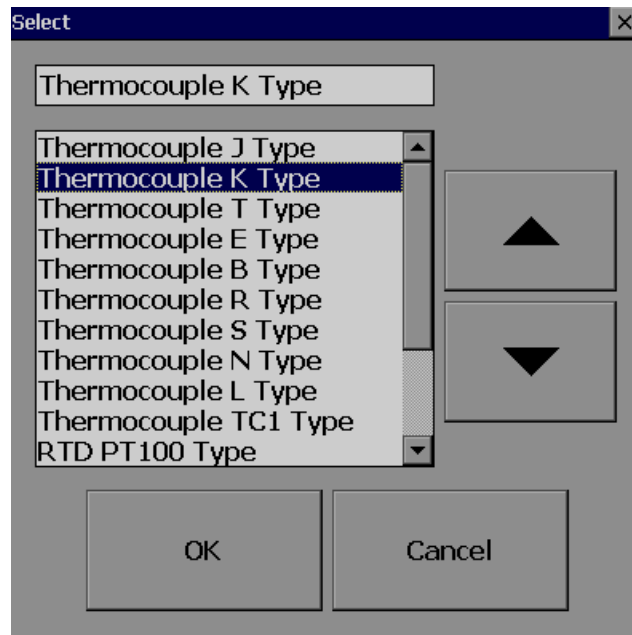 Select
Thermocouple K Type
Thermocouple J Type
Thermocouple K Type
Thermocouple T Type
Thermocouple E Type
Thermocouple B Type
Thermocouple R Type
Thermocouple S Type
Thermocouple N Type
Thermocouple L Type
Thermocouple TC1 Type
RTD PT100 Type
OK Cancel